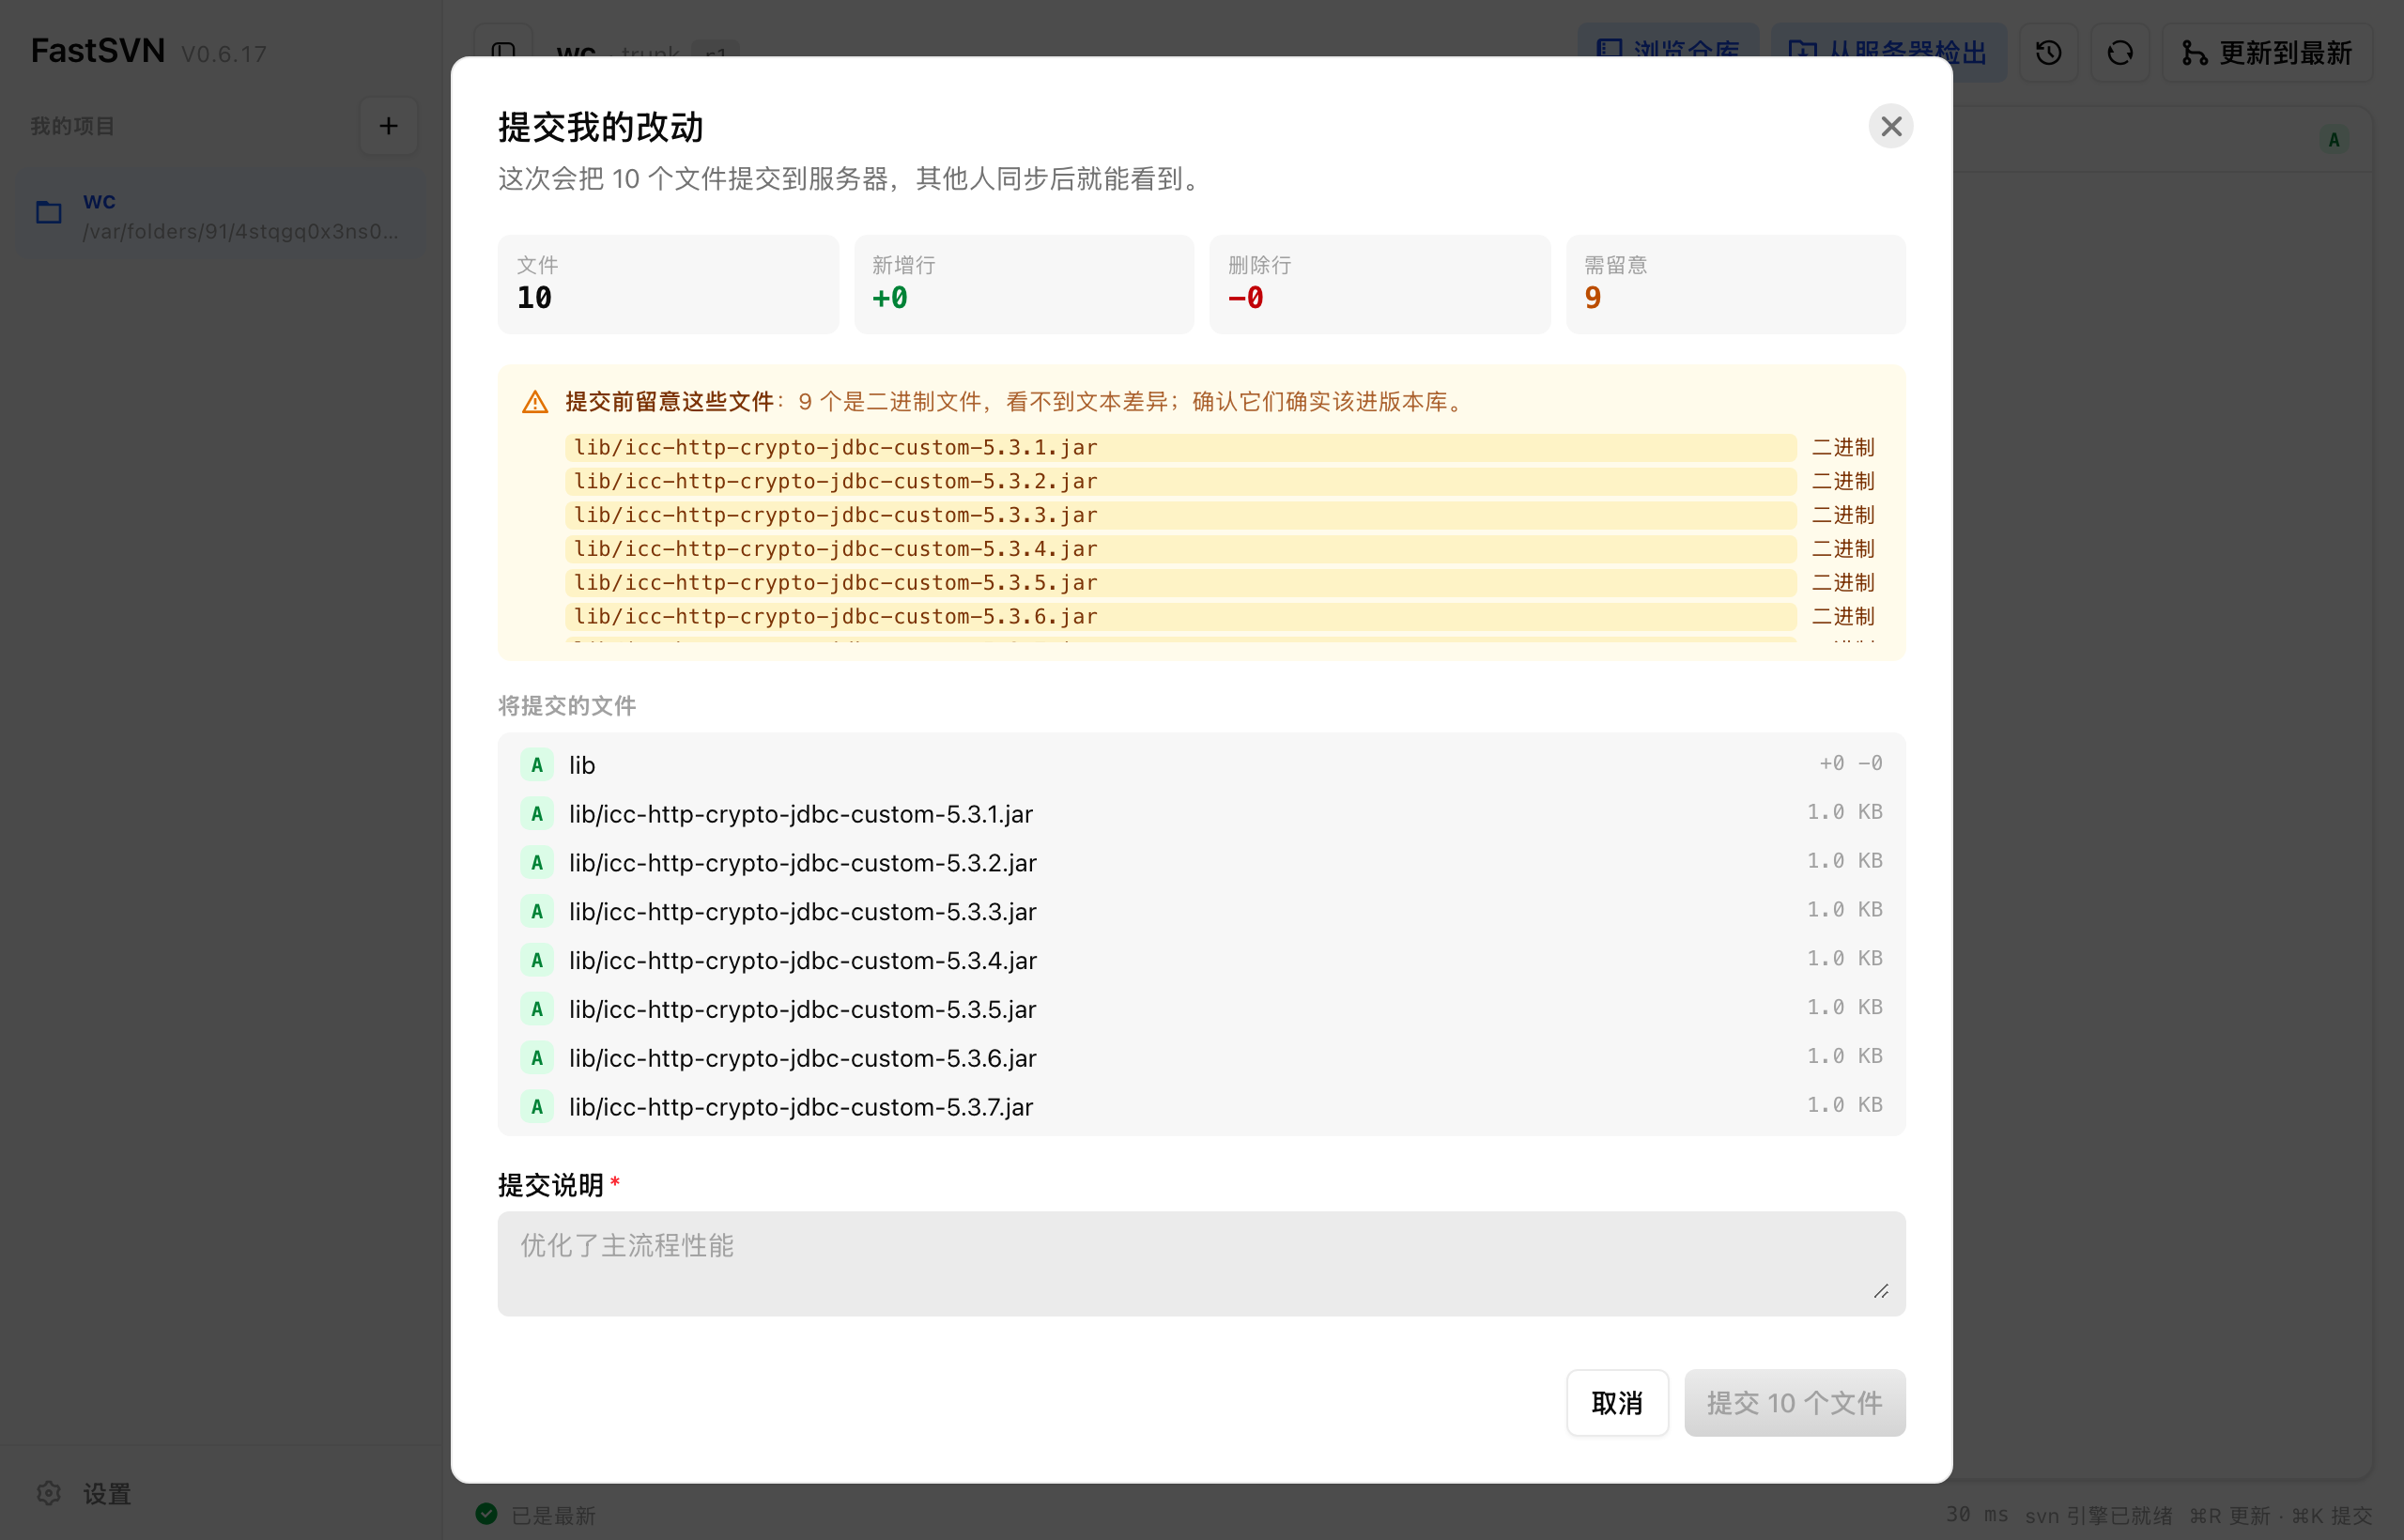 FastSVN V0.6.17
我的项目
wc
/var/folders/91/4stqgq0x3ns0...
设置
wc · trunk r1
浏览仓库
从服务器检出
更新到最新
A
提交我的改动
这次会把 10 个文件提交到服务器，其他人同步后就能看到。
文件
10
新增行
+0
删除行
−0
需留意
9
提交前留意这些文件：9 个是二进制文件，看不到文本差异；确认它们确实该进版本库。
lib/icc-http-crypto-jdbc-custom-5.3.1.jar 二进制
lib/icc-http-crypto-jdbc-custom-5.3.2.jar 二进制
lib/icc-http-crypto-jdbc-custom-5.3.3.jar 二进制
lib/icc-http-crypto-jdbc-custom-5.3.4.jar 二进制
lib/icc-http-crypto-jdbc-custom-5.3.5.jar 二进制
lib/icc-http-crypto-jdbc-custom-5.3.6.jar 二进制
将提交的文件
A lib +0 −0
A lib/icc-http-crypto-jdbc-custom-5.3.1.jar 1.0 KB
A lib/icc-http-crypto-jdbc-custom-5.3.2.jar 1.0 KB
A lib/icc-http-crypto-jdbc-custom-5.3.3.jar 1.0 KB
A lib/icc-http-crypto-jdbc-custom-5.3.4.jar 1.0 KB
A lib/icc-http-crypto-jdbc-custom-5.3.5.jar 1.0 KB
A lib/icc-http-crypto-jdbc-custom-5.3.6.jar 1.0 KB
A lib/icc-http-crypto-jdbc-custom-5.3.7.jar 1.0 KB
提交说明 *
优化了主流程性能
取消
提交 10 个文件
已是最新
30 ms svn 引擎已就绪 ⌘R 更新 · ⌘K 提交